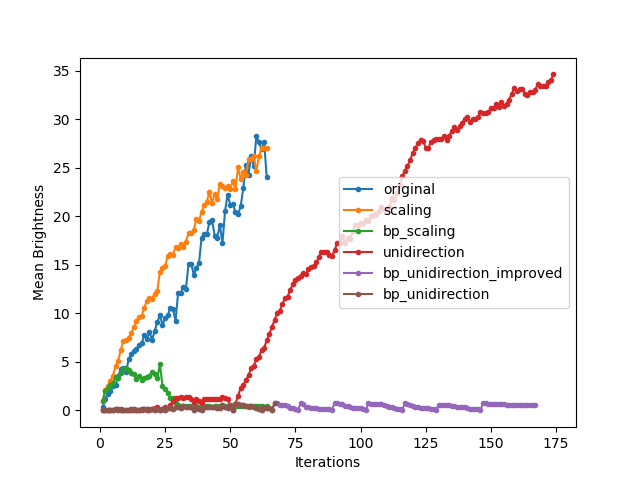 35
30
25
20
15
10
5
0
Mean Brightness
original
scaling
bp_scaling
unidirection
bp_unidirection_improved
bp_unidirection
0 25 50 75 100 125 150 175
Iterations